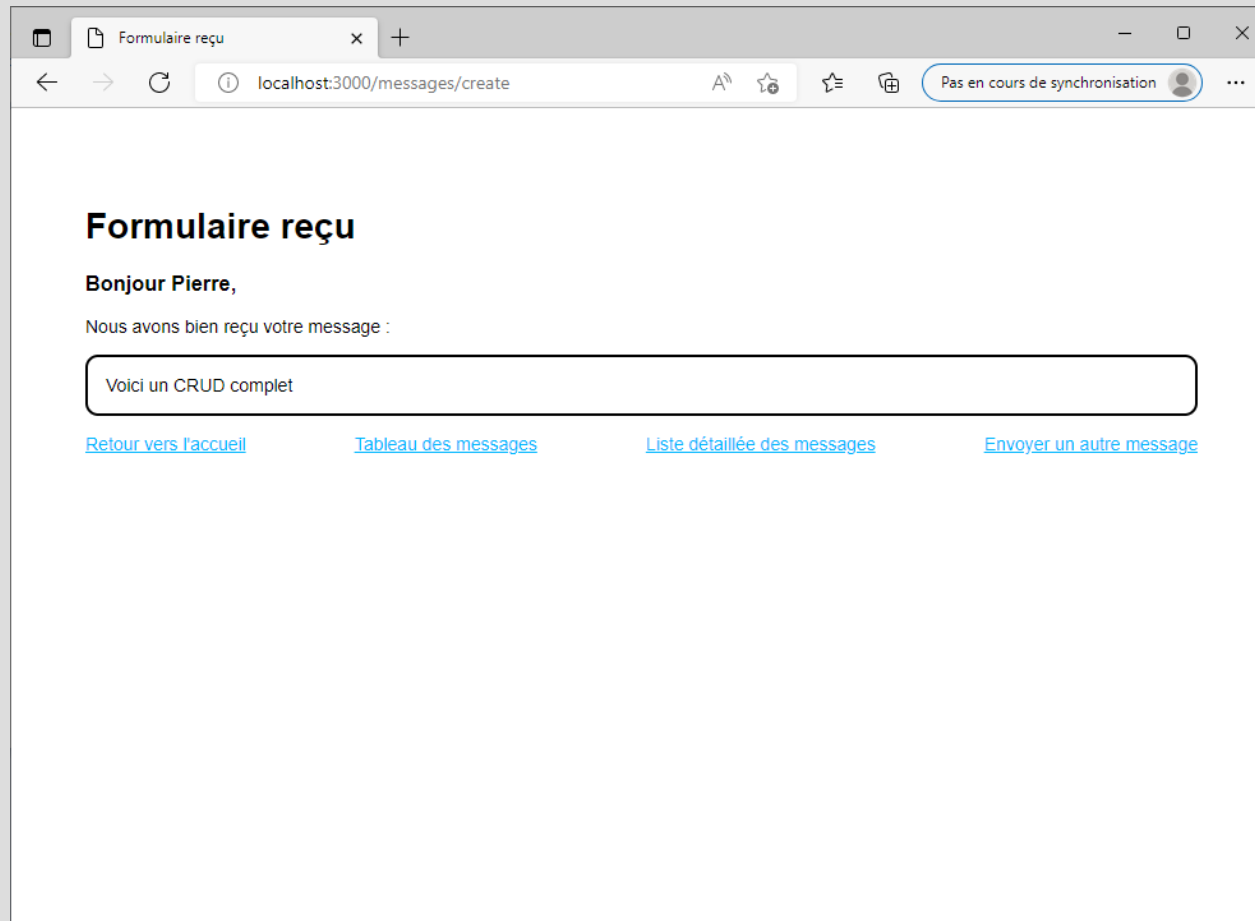 Formulaire reçu
localhost:3000/messages/create
Pas en cours de synchronisation
Formulaire reçu
Bonjour Pierre,
Nous avons bien reçu votre message :
Voici un CRUD complet
Retour vers l'accueil Tableau des messages Liste détaillée des messages Envoyer un autre message